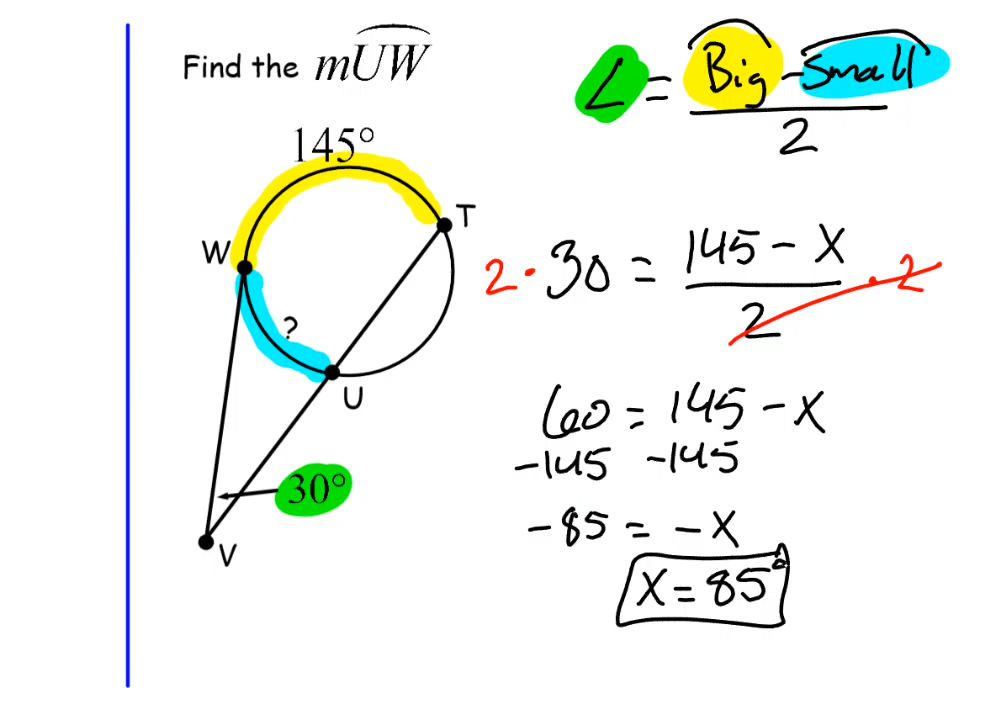 Find the mUW
∠ = Big - Small / 2
145°
T
W
?
U
30°
V
2 · 30 = 145 - X / 2 · 2
60 = 145 - X
-145 -145
-85 = -X
X = 85°